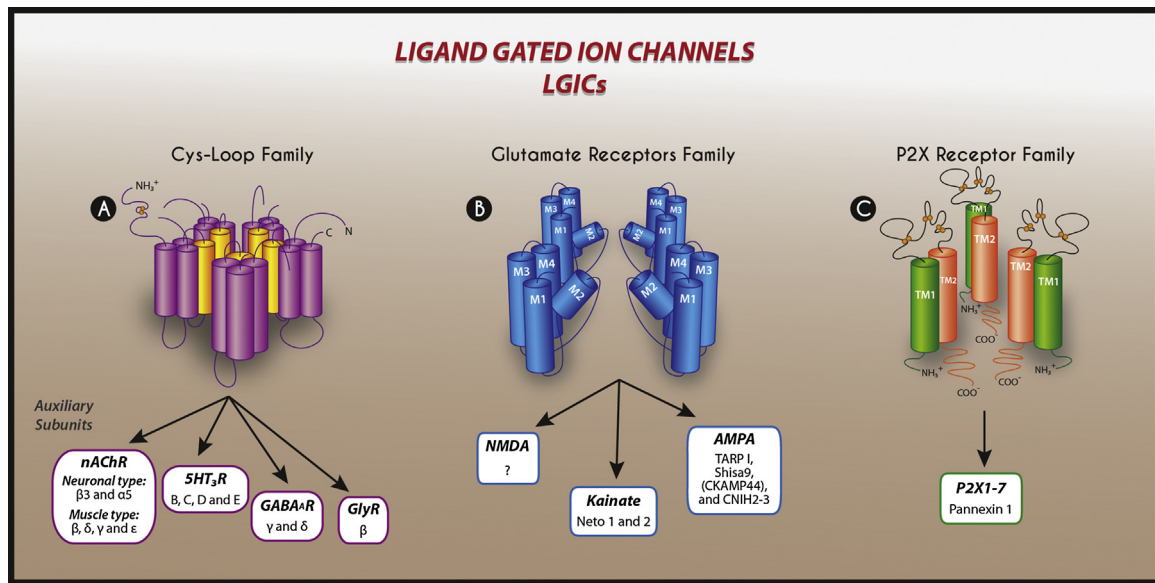 LIGAND GATED ION CHANNELS
LGICs
Cys-Loop Family
Glutamate Receptors Family
P2X Receptor Family
A
NH₃⁺
C
N
B
M4
M3
M1
M2
M4
M3
M1
M2
M4
M3
M1
M2
M4
M3
M1
M2
C
TM1
TM2
TM1
TM2
TM2
TM1
NH₃⁺
COO⁻
NH₃⁺
COO⁻
COO⁻
NH₃⁺
Auxiliary
Subunits
nAChR
Neuronal type:
β3 and α5
Muscle type:
β, δ, γ and ε
5HT₃R
B, C, D and E
GABAAR
γ and δ
GlyR
β
NMDA
?
Kainate
Neto 1 and 2
AMPA
TARP I,
Shisa9,
(CKAMP44),
and CNIH2-3
P2X1-7
Pannexin 1